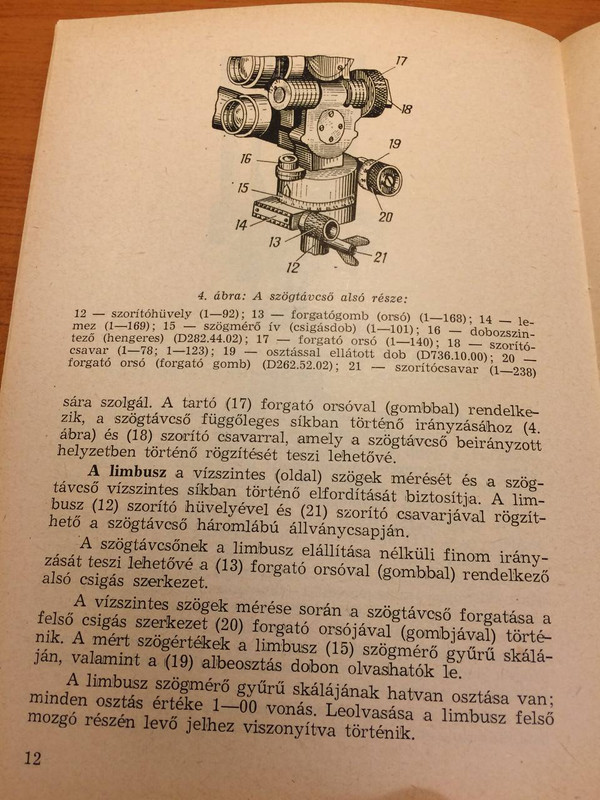 17
18
19
16
15
20
14
13
21
12
4. ábra: A szögtávcső alsó része:
12 — szorítóhüvely (1—92); 13 — forgatógomb (orsó) (1—168); 14 — le-
mez (1—169); 15 — szögmérő ív (csigásdob) (1—101); 16 — dobozszin-
tező (hengeres) (D282.44.02); 17 — forgató orsó (1—140); 18 — szorító-
csavar (1—78; 1—123); 19 — osztással ellátott dob (D736.10.00); 20 —
forgató orsó (forgató gomb) (D262.52.02); 21 — szorítócsavar (1—238)
sára szolgál. A tartó (17) forgató orsóval (gombbal) rendelke-
zik, a szögtávcső függőleges síkban történő irányzásához (4.
ábra) és (18) szorító csavarral, amely a szögtávcső beirányzott
helyzetben történő rögzítését teszi lehetővé.
A limbusz a vízszintes (oldal) szögek mérését és a szög-
távcső vízszintes síkban történő elfordítását biztosítja. A lim-
busz (12) szorító hüvelyével és (21) szorító csavarjával rögzít-
hető a szögtávcső háromlábú állványcsapján.
A szögtávcsőnek a limbusz elállítása nélküli finom irány-
zását teszi lehetővé a (13) forgató orsóval (gombbal) rendelkező
alsó csigás szerkezet.
A vízszintes szögek mérése során a szögtávcső forgatása a
felső csigás szerkezet (20) forgató orsójával (gombjával) törté-
nik. A mért szögértékek a limbusz (15) szögmérő gyűrű skálá-
ján, valamint a (19) albeosztás dobon olvashatók le.
A limbusz szögmérő gyűrű skálájának hatvan osztása van;
minden osztás értéke 1—00 vonás. Leolvasása a limbusz felső
mozgó részén levő jelhez viszonyítva történik.
12